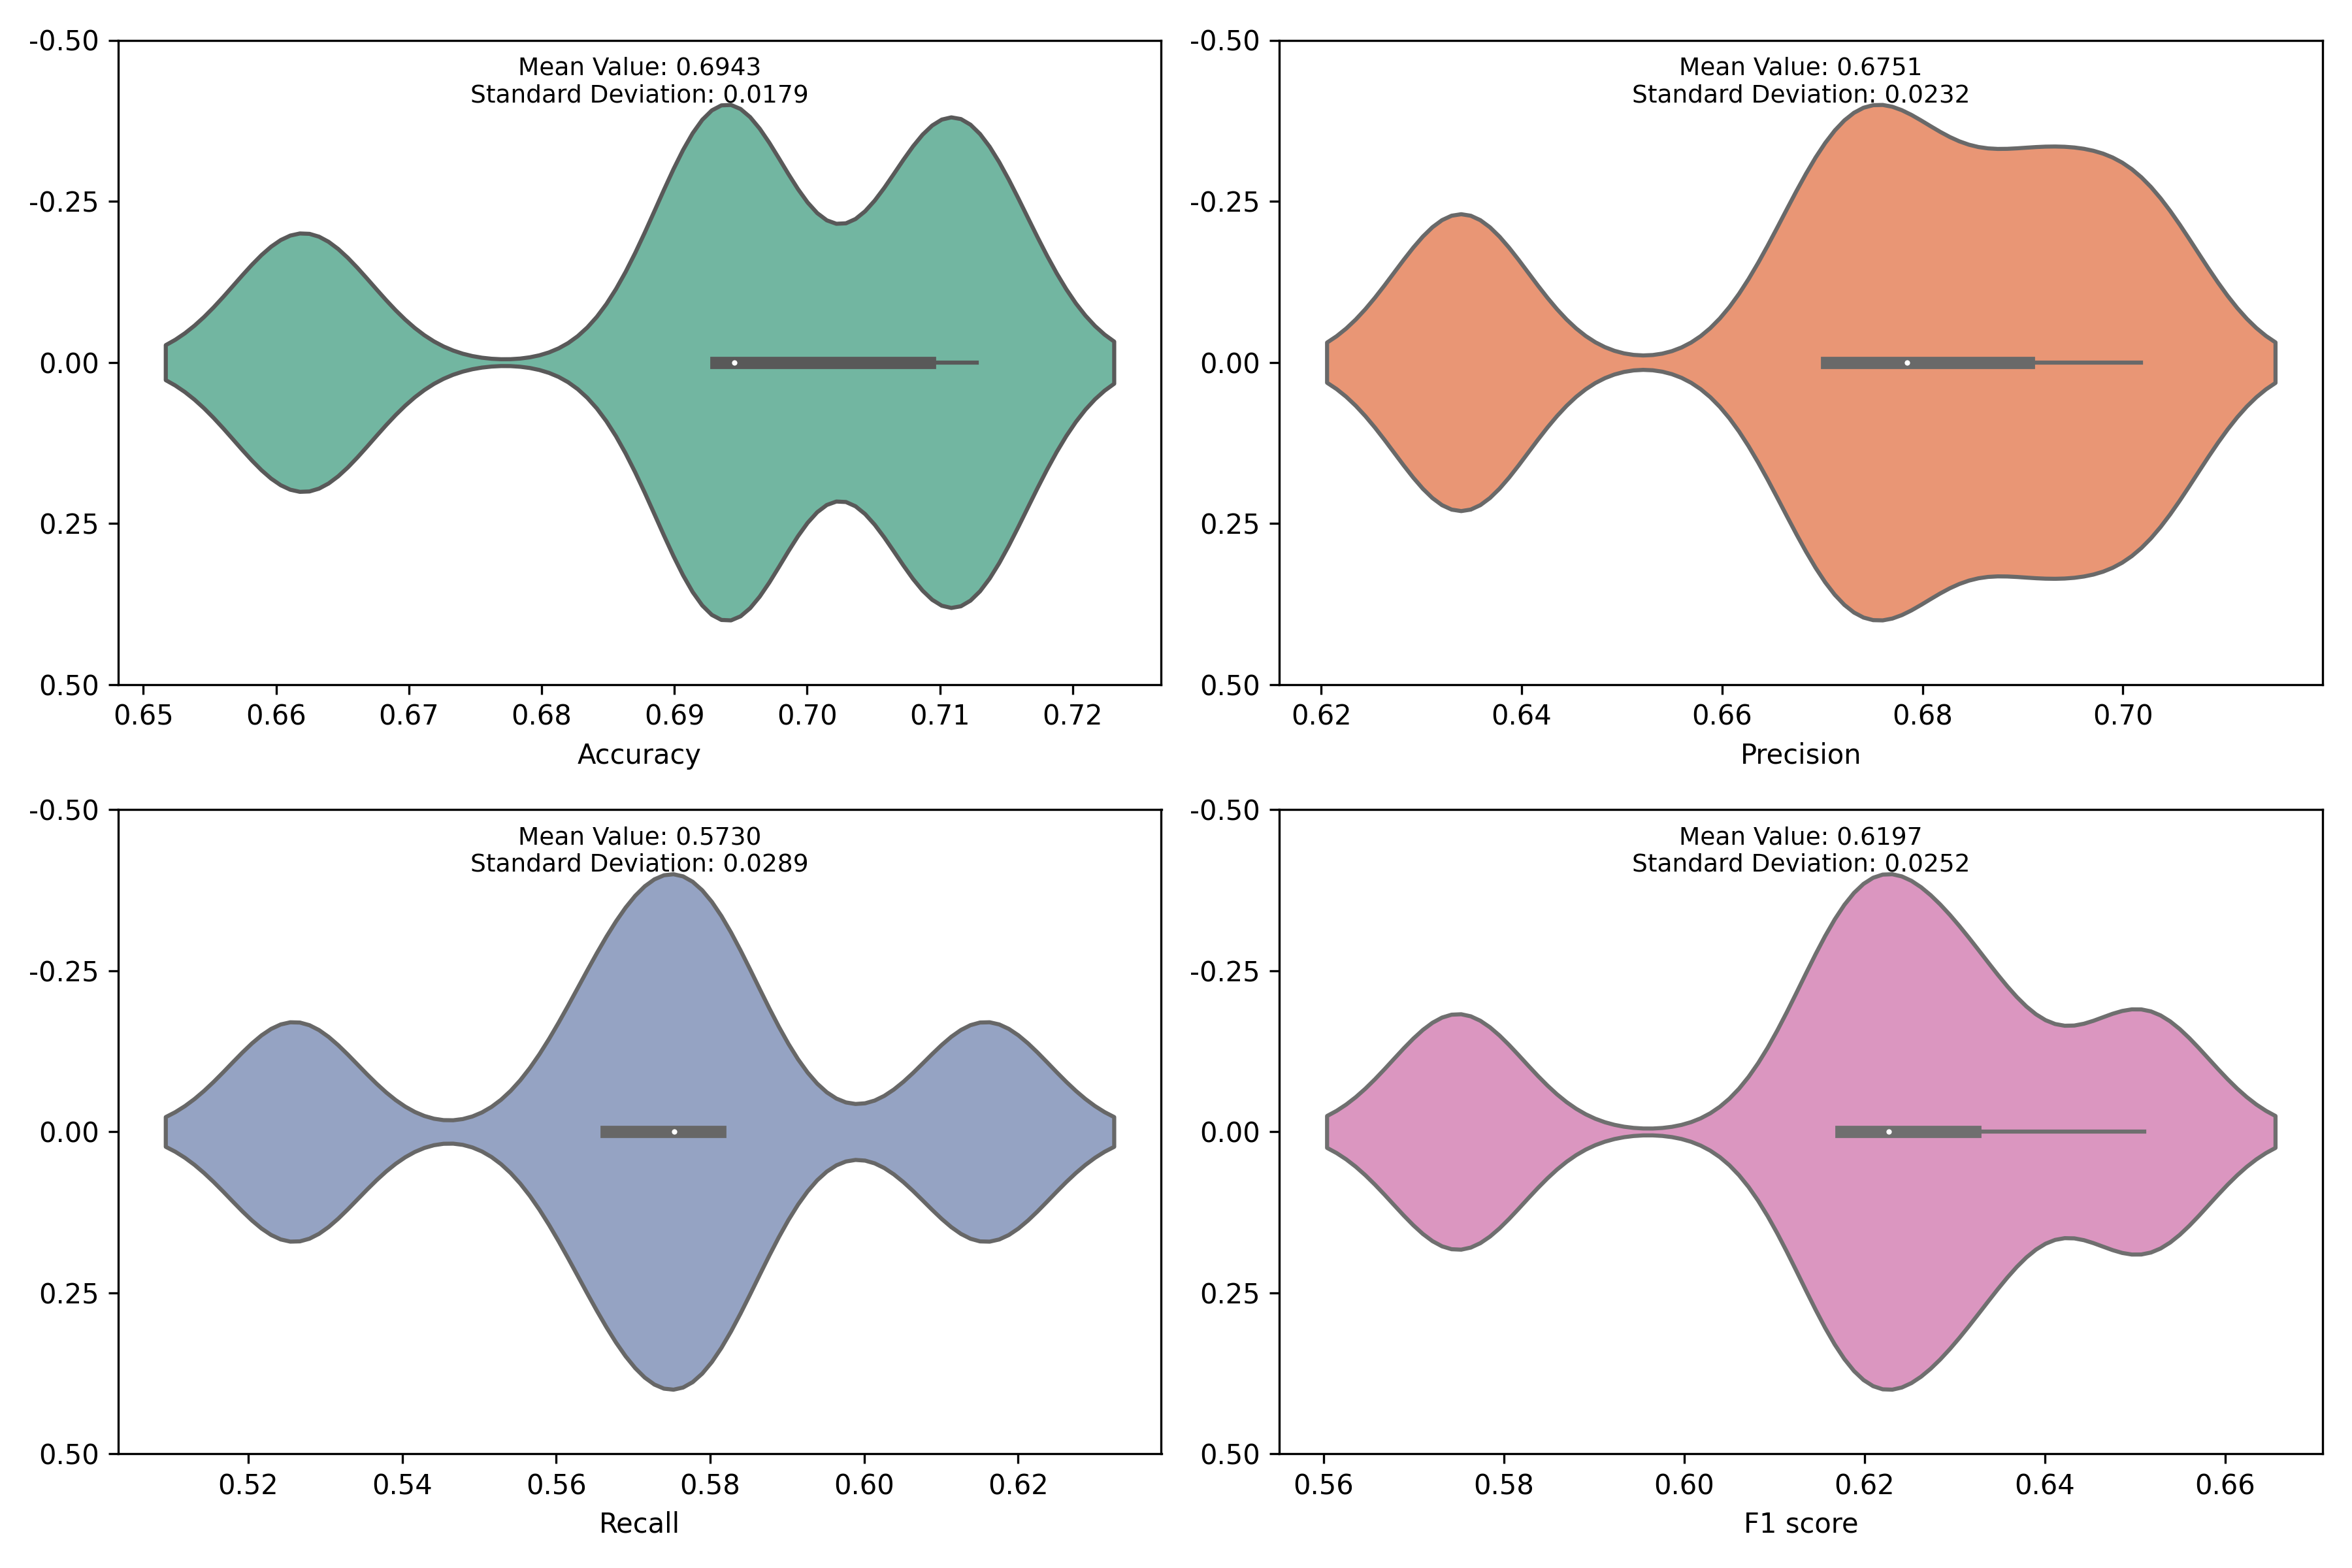 Mean Value: 0.6943
Standard Deviation: 0.0179
-0.50
-0.25
0.00
0.25
0.50
0.65 0.66 0.67 0.68 0.69 0.70 0.71 0.72
Accuracy
Mean Value: 0.6751
Standard Deviation: 0.0232
-0.50
-0.25
0.00
0.25
0.50
0.62 0.64 0.66 0.68 0.70
Precision
Mean Value: 0.5730
Standard Deviation: 0.0289
-0.50
-0.25
0.00
0.25
0.50
0.52 0.54 0.56 0.58 0.60 0.62
Recall
Mean Value: 0.6197
Standard Deviation: 0.0252
-0.50
-0.25
0.00
0.25
0.50
0.56 0.58 0.60 0.62 0.64 0.66
F1 score